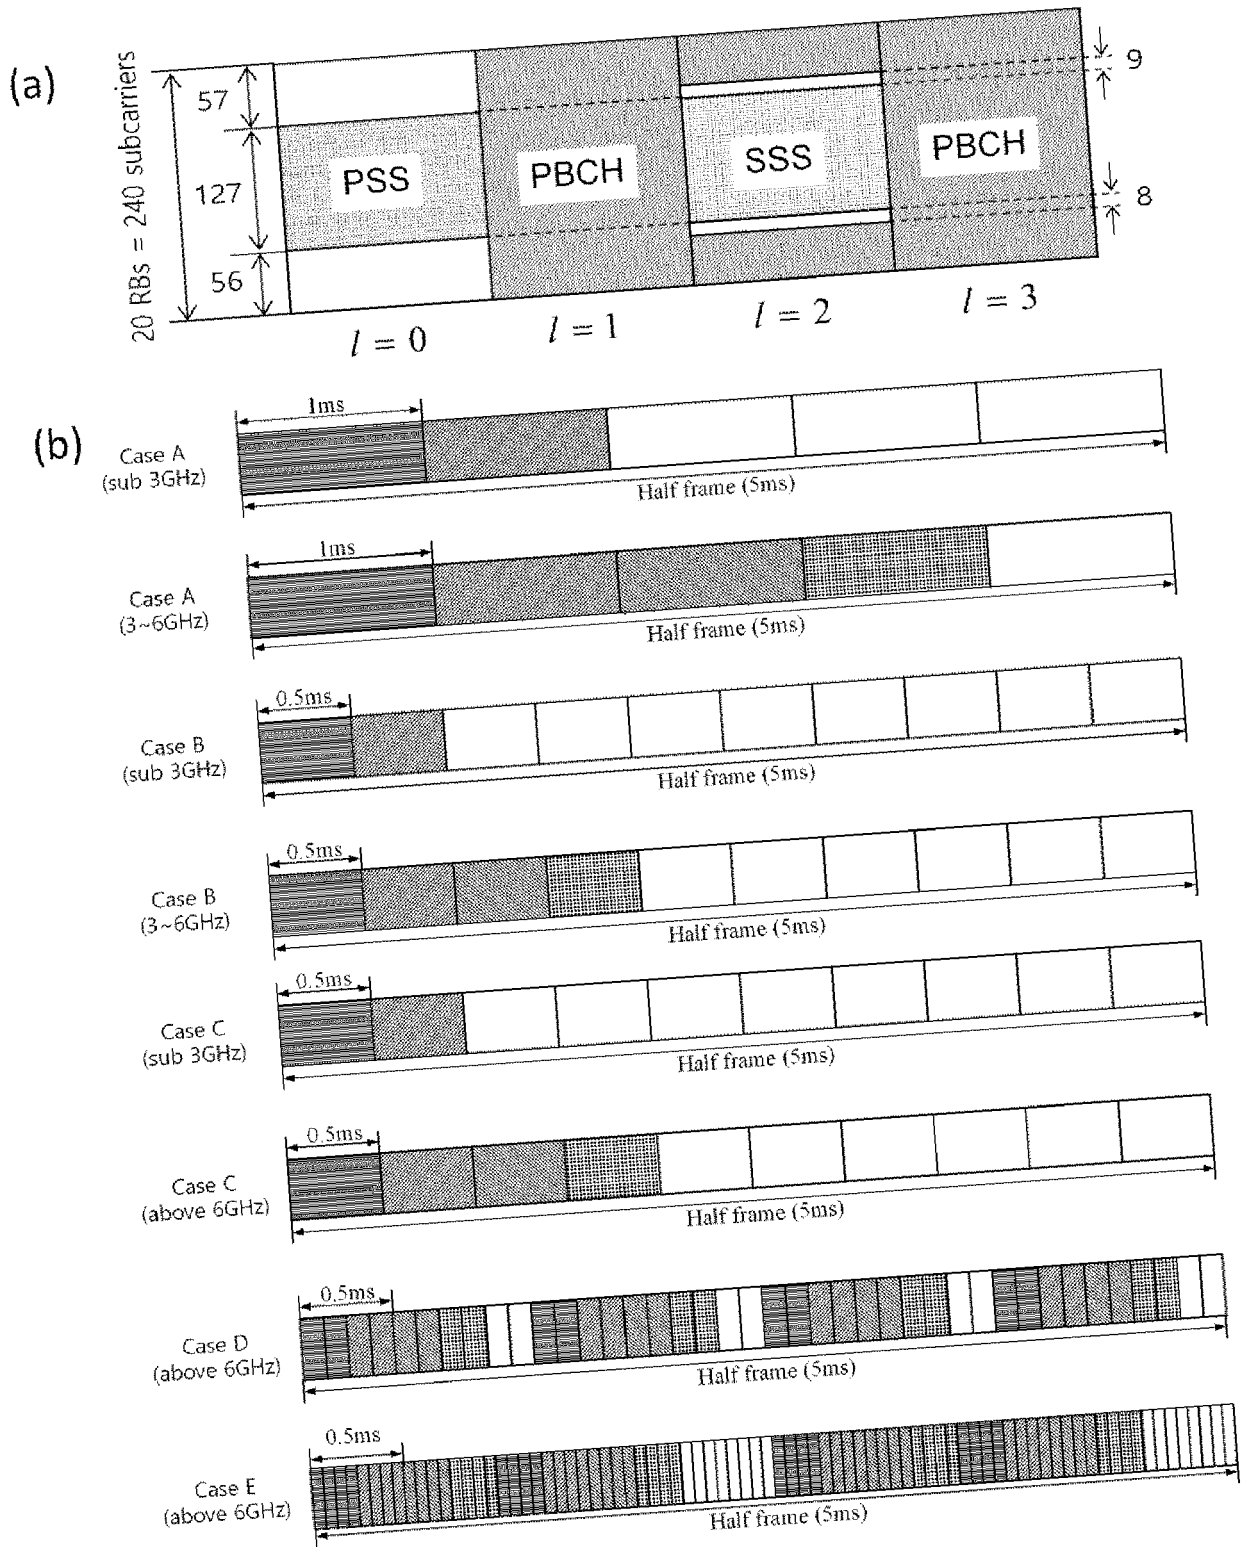 (a)
20 RBs = 240 subcarriers
57
127
56
PSS
PBCH
SSS
PBCH
9
8
l = 0
l = 1
l = 2
l = 3
(b)
1ms
Case A
(sub 3GHz)
Half frame (5ms)
1ms
Case A
(3~6GHz)
Half frame (5ms)
0.5ms
Case B
(sub 3GHz)
Half frame (5ms)
0.5ms
Case B
(3~6GHz)
Half frame (5ms)
0.5ms
Case C
(sub 3GHz)
Half frame (5ms)
0.5ms
Case C
(above 6GHz)
Half frame (5ms)
0.5ms
Case D
(above 6GHz)
Half frame (5ms)
0.5ms
Case E
(above 6GHz)
Half frame (5ms)